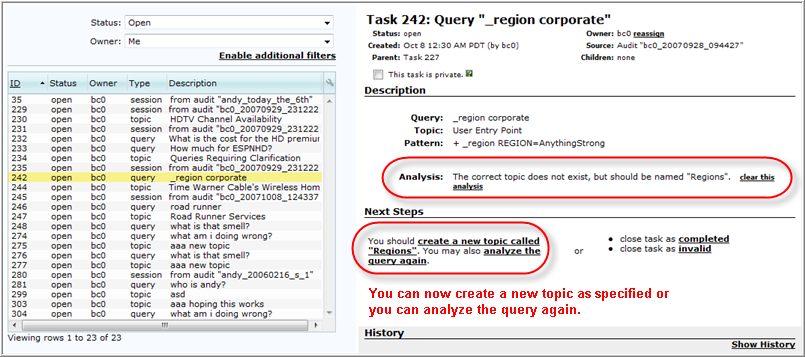 Status: Open
Owner: Me
Enable additional filters
ID Status Owner Type Description
35 open bc0 session from audit "andy_today_the_6th"
229 open bc0 session from audit "bc0_20070929_231222
230 open bc0 topic HDTV Channel Availability
231 open bc0 session from audit "bc0_20070929_231222
232 open bc0 query What is the cost for the HD premium
233 open bc0 query How much for ESPNHD?
234 open bc0 topic Queries Requiring Clarification
235 open bc0 session from audit "bc0_20070929_231222
242 open bc0 query _region corporate
244 open bc0 topic Time Warner Cable's Wireless Hom
245 open bc0 session from audit "bc0_20071008_124337
246 open bc0 query road runner
247 open bc0 topic Road Runner Services
248 open bc0 query what is that smell?
274 open bc0 query what am i doing wrong?
275 open bc0 topic aaa new topic
276 open bc0 query what is that smell?
277 open bc0 topic aaa new topic
280 open bc0 session from audit "andy_20060216_s_1"
281 open bc0 query who is andy?
299 open bc0 topic asd
303 open bc0 topic aaa hoping this works
304 open bc0 query what am i doing wrong?
Viewing rows 1 to 23 of 23
Task 242: Query "_region corporate"
Status: open Owner: bc0 reassign
Created: Oct 8 12:30 AM PDT (by bc0) Source: Audit "bc0_20070928_094427"
Parent: Task 227 Children: none
This task is private. ?
Description
Query: _region corporate
Topic: User Entry Point
Pattern: + _region REGION=AnythingStrong
Analysis: The correct topic does not exist, but should be named "Regions". clear this
analysis
Next Steps
You should create a new topic called
"Regions". You may also analyze the
query again.
or
• close task as completed
• close task as invalid
You can now create a new topic as specified or
you can analyze the query again.
History
Show History